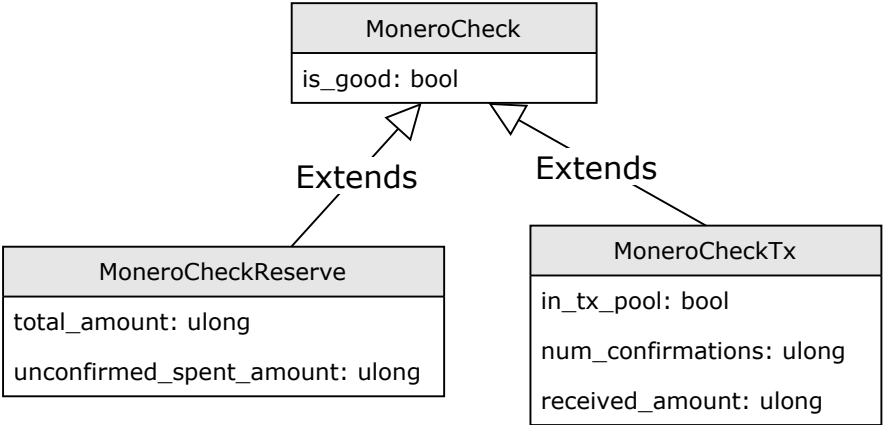 MoneroCheck
is_good: bool
Extends
Extends
MoneroCheckReserve
total_amount: ulong
unconfirmed_spent_amount: ulong
MoneroCheckTx
in_tx_pool: bool
num_confirmations: ulong
received_amount: ulong